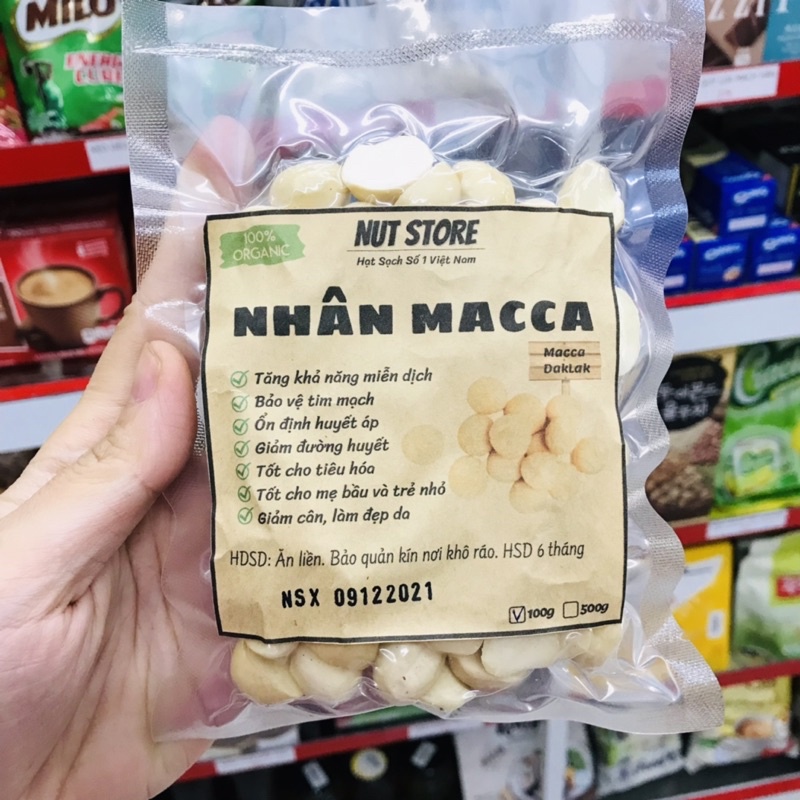 MILO
100%
ORGANIC
NUT STORE
Hạt Sạch Số 1 Việt Nam
NHÂN MACCA
Macca
DakLak
Tăng khả năng miễn dịch
Bảo vệ tim mạch
Ổn định huyết áp
Giảm đường huyết
Tốt cho tiêu hóa
Tốt cho mẹ bầu và trẻ nhỏ
Giảm cân, làm đẹp da
HDSD: Ăn liền. Bảo quản kín nơi khô ráo. HSD 6 tháng
NSX 09122021
100g 500g
OREO